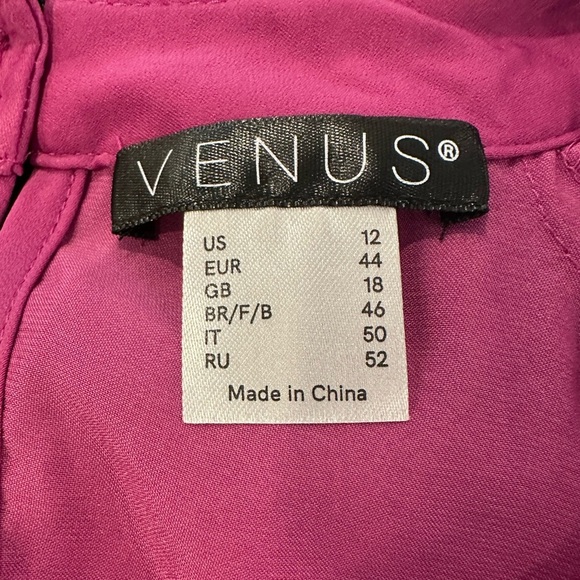 VENUS®
US 12
EUR 44
GB 18
BR/F/B 46
IT 50
RU 52
Made in China